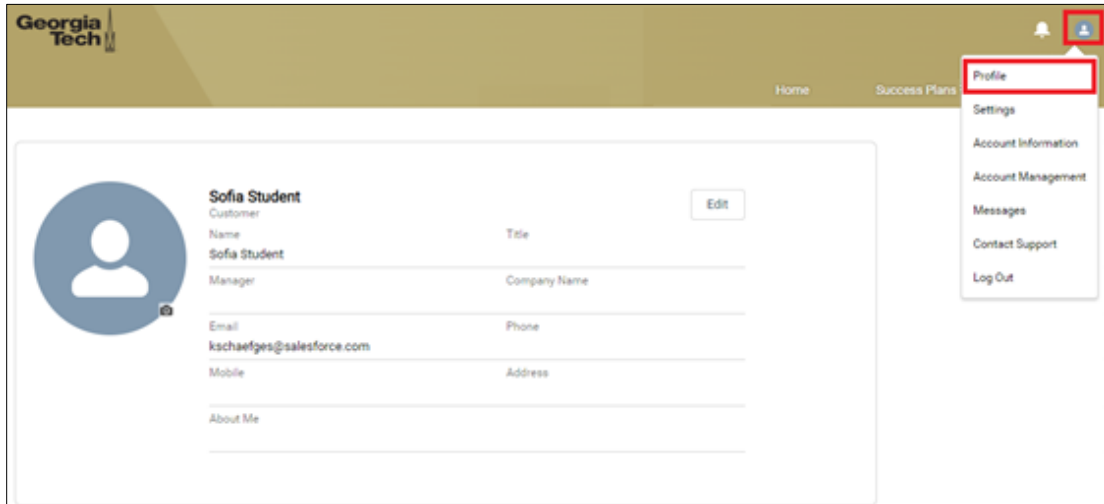 Georgia
Tech
Home
Success Plans
Profile
Settings
Account Information
Account Management
Messages
Contact Support
Log Out
Sofia Student
Customer
Edit
Name
Title
Sofia Student
Manager
Company Name
Email
Phone
kschaefges@salesforce.com
Mobile
Address
About Me